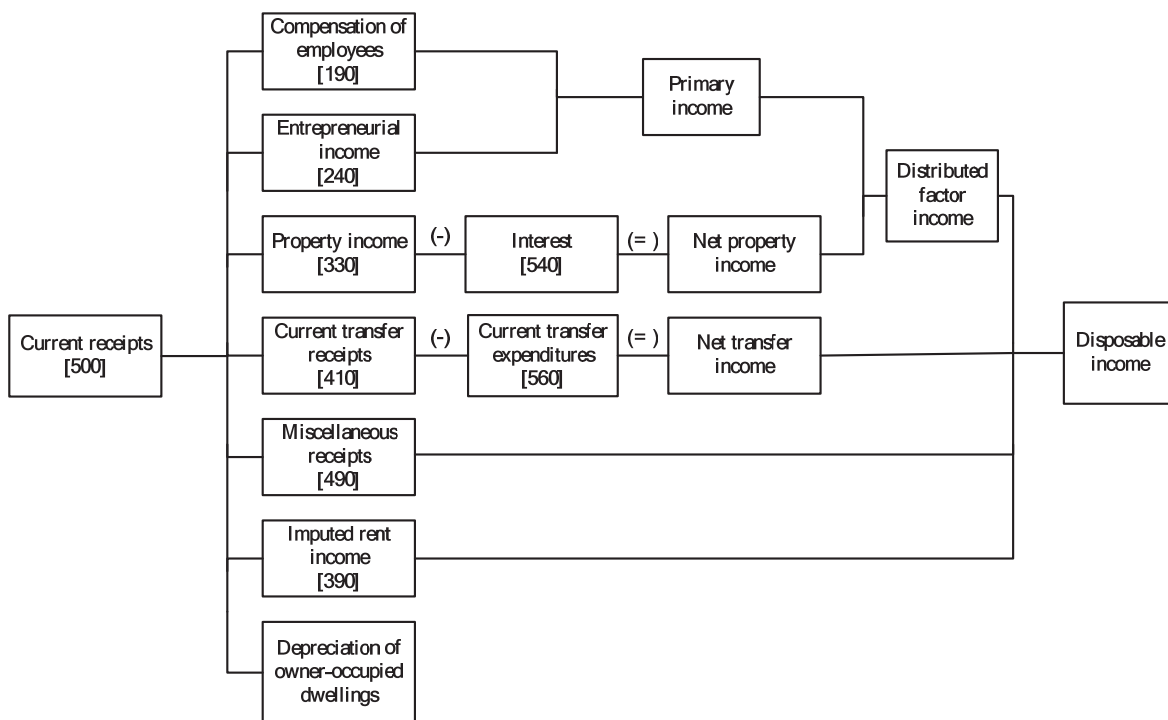 Compensation of
employees
[190]
Primary
income
Entrepreneurial
income
[240]
Distributed
factor
income
Property income
[330]
(-)
Interest
[540]
(= )
Net property
income
Current receipts
[500]
Current transfer
receipts
[410]
(-)
Current transfer
expenditures
[560]
(= )
Net transfer
income
Disposable
income
Miscellaneous
receipts
[490]
Imputed rent
income
[390]
Depreciation of
owner-occupied
dwellings